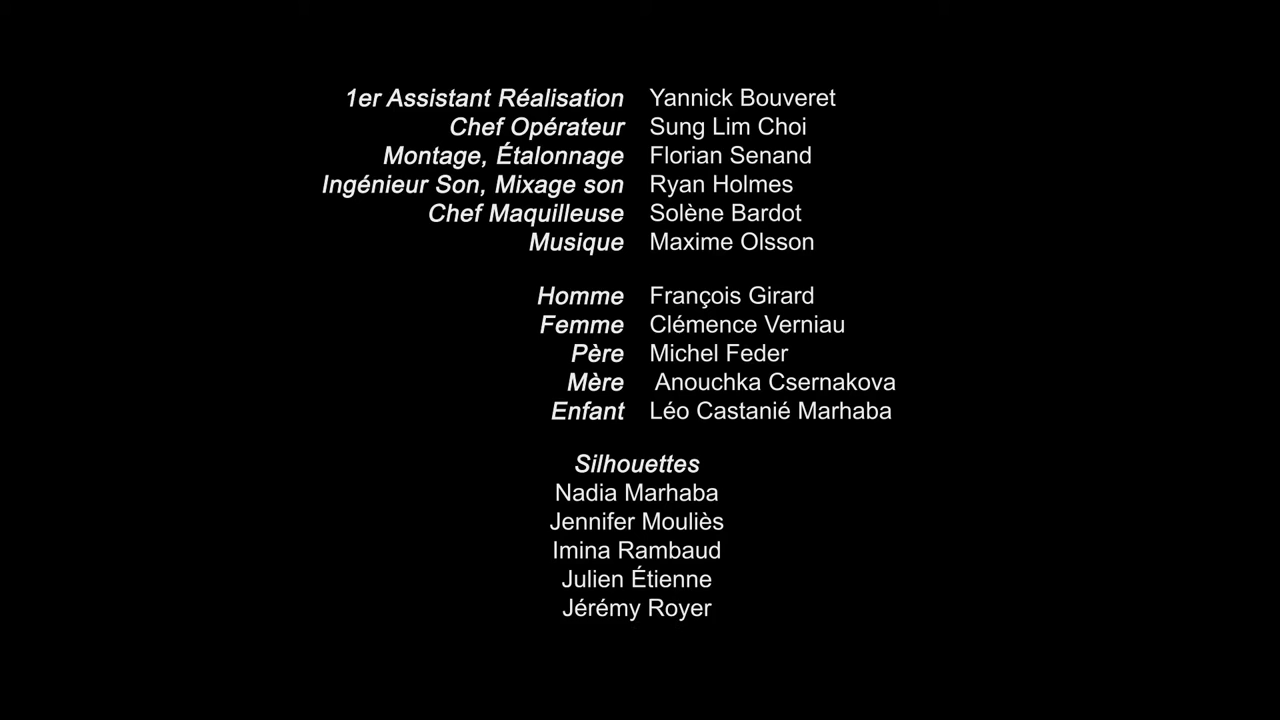 1er Assistant Réalisation Yannick Bouveret
Chef Opérateur Sung Lim Choi
Montage, Étalonnage Florian Senand
Ingénieur Son, Mixage son Ryan Holmes
Chef Maquilleuse Solène Bardot
Musique Maxime Olsson
Homme François Girard
Femme Clémence Verniau
Père Michel Feder
Mère Anouchka Csernakova
Enfant Léo Castanié Marhaba
Silhouettes
Nadia Marhaba
Jennifer Mouliès
Imina Rambaud
Julien Étienne
Jérémy Royer